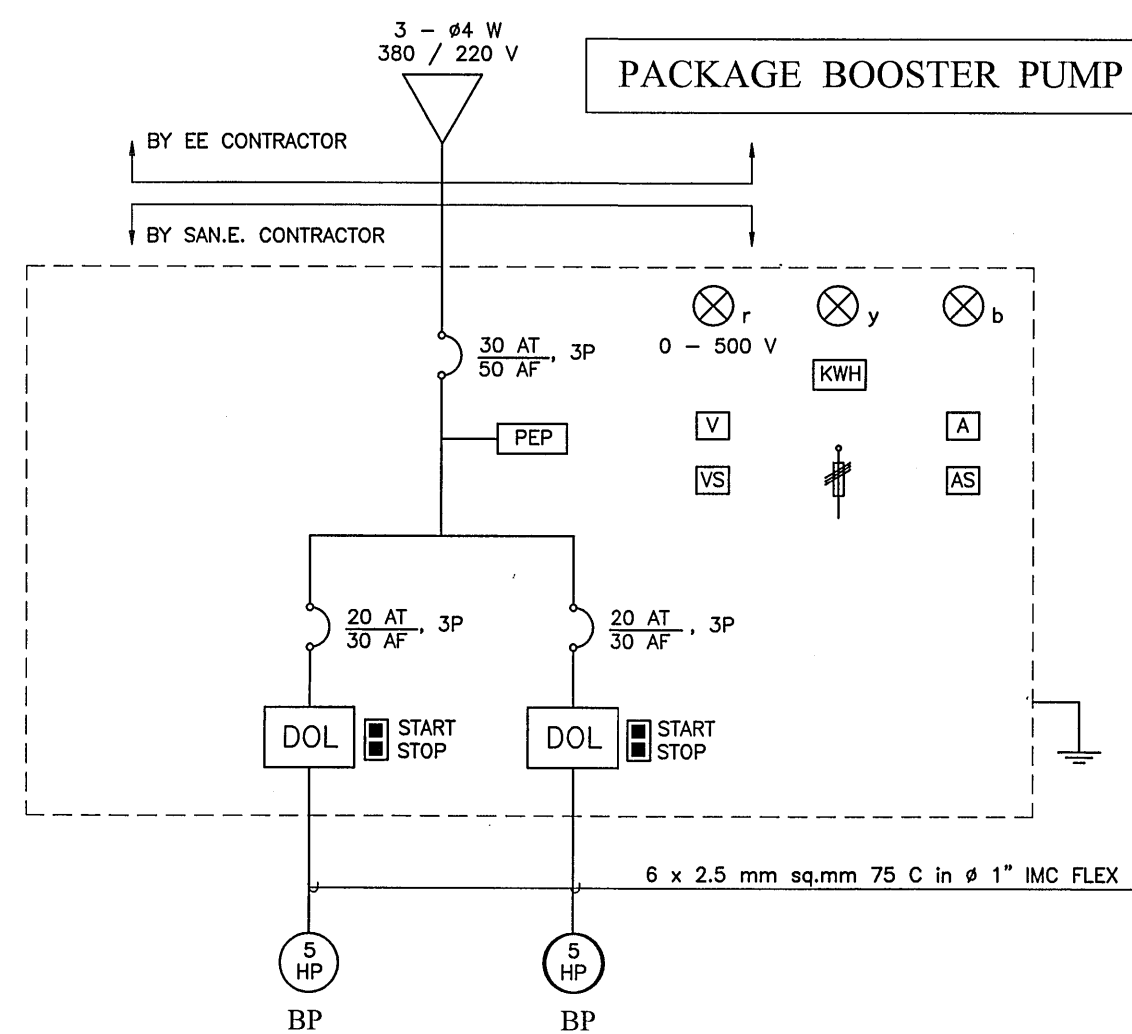 3 - ø4 W
380 / 220 V
PACKAGE BOOSTER PUMP
BY EE CONTRACTOR
BY SAN.E. CONTRACTOR
r
y
b
0 - 500 V
30 AT
50 AF , 3P
KWH
PEP
V
A
VS
AS
20 AT
30 AF , 3P
20 AT
30 AF , 3P
DOL
START
STOP
DOL
START
STOP
6 x 2.5 mm sq.mm 75 C in ø 1" IMC FLEX
5
HP
5
HP
BP
BP